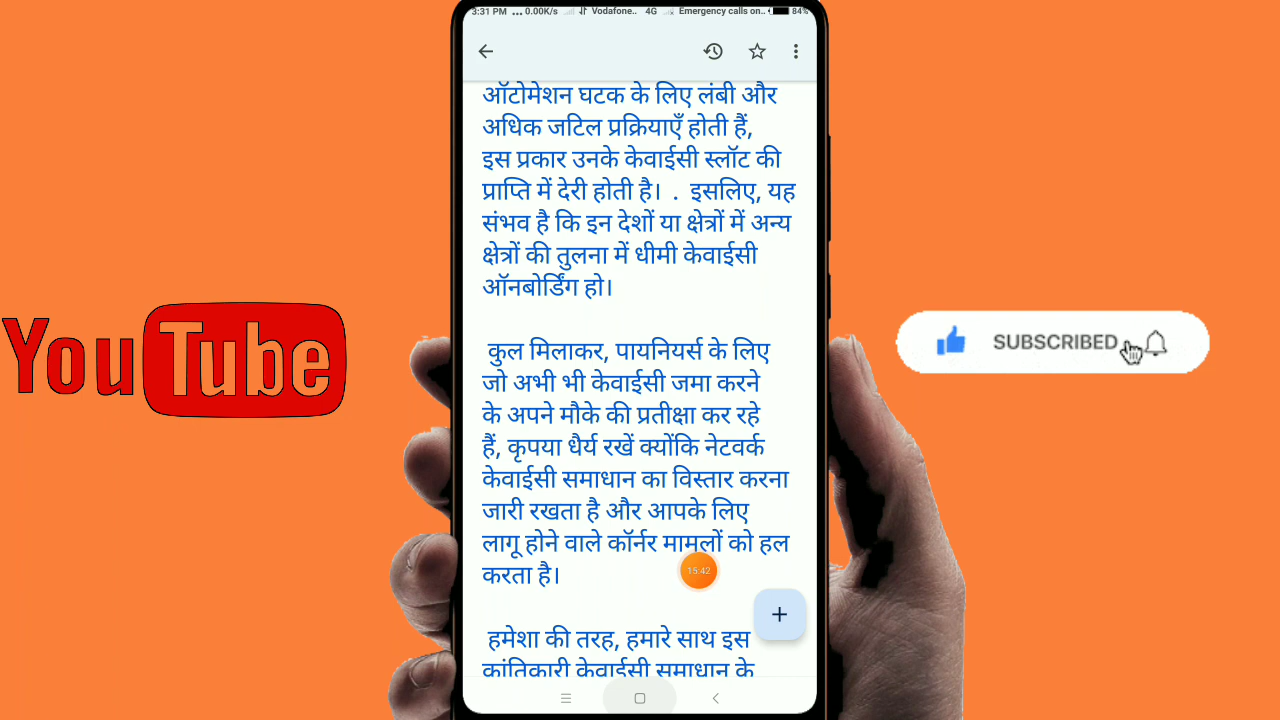 3:31 PM ... 0.00K/s Vodafone.. 4G Emergency calls on.. 84%
ऑटोमेशन घटक के लिए लंबी और
अधिक जटिल प्रक्रियाएँ होती हैं,
इस प्रकार उनके केवाईसी स्लॉट की
प्राप्ति में देरी होती है। . इसलिए, यह
संभव है कि इन देशों या क्षेत्रों में अन्य
क्षेत्रों की तुलना में धीमी केवाईसी
ऑनबोर्डिंग हो।
कुल मिलाकर, पायनियर्स के लिए
जो अभी भी केवाईसी जमा करने
के अपने मौके की प्रतीक्षा कर रहे
हैं, कृपया धैर्य रखें क्योंकि नेटवर्क
केवाईसी समाधान का विस्तार करना
जारी रखता है और आपके लिए
लागू होने वाले कॉर्नर मामलों को हल
करता है।
15:42
हमेशा की तरह, हमारे साथ इस
क्रांतिकारी केवाईसी समाधान के
YouTube
SUBSCRIBED